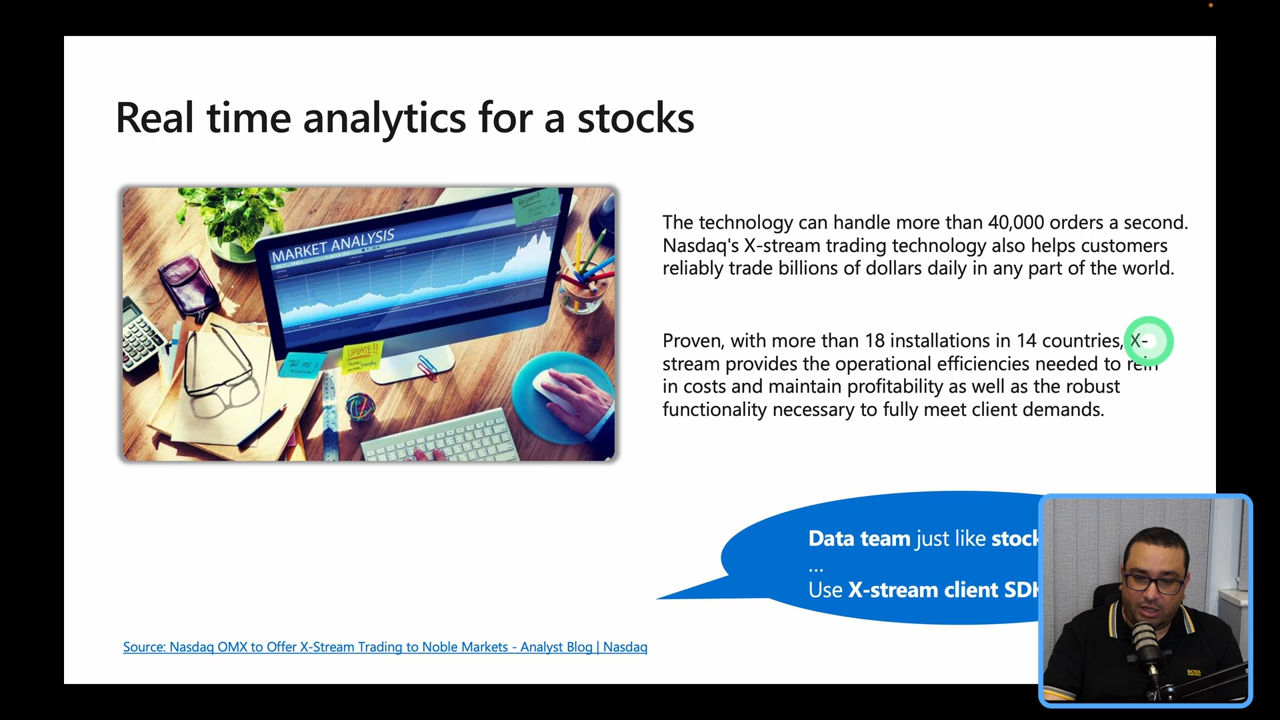 Real time analytics for a stocks
MARKET ANALYSIS
UPDATE!!
The technology can handle more than 40,000 orders a second.
Nasdaq's X-stream trading technology also helps customers
reliably trade billions of dollars daily in any part of the world.
Proven, with more than 18 installations in 14 countries, X-
stream provides the operational efficiencies needed to rein
in costs and maintain profitability as well as the robust
functionality necessary to fully meet client demands.
Data team just like stock
...
Use X-stream client SDK
Source: Nasdaq OMX to Offer X-Stream Trading to Noble Markets - Analyst Blog | Nasdaq
BOSS